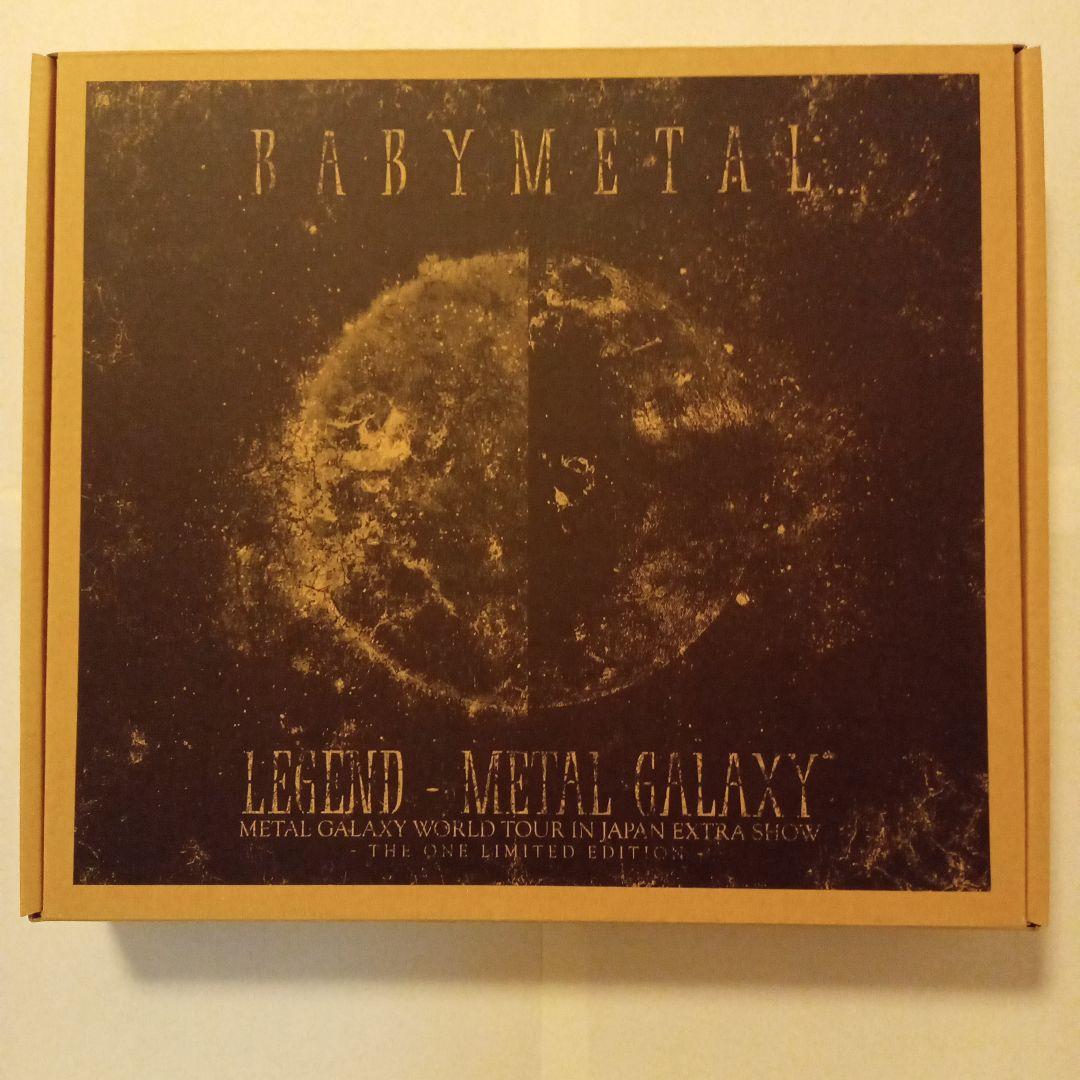 BABYMETAL
LEGEND - METAL GALAXY
METAL GALAXY WORLD TOUR IN JAPAN EXTRA SHOW
- THE ONE LIMITED EDITION -